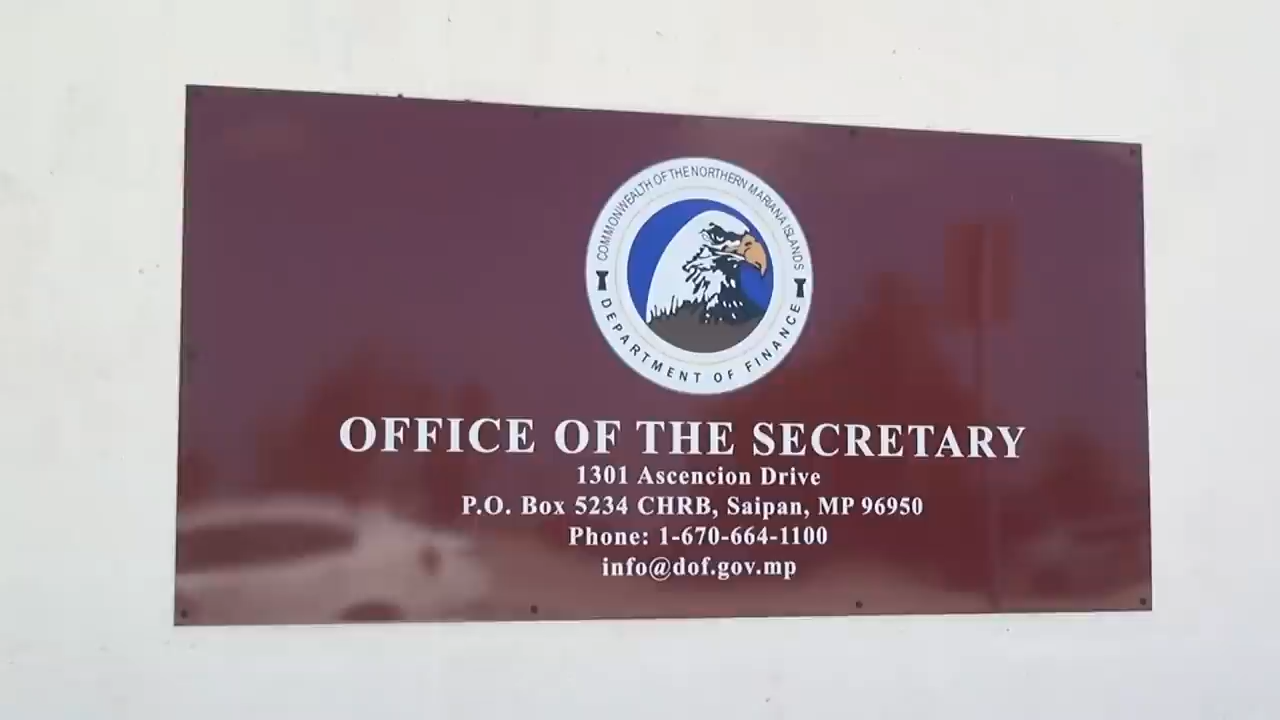 COMMONWEALTH OF THE NORTHERN MARIANA ISLANDS
DEPARTMENT OF FINANCE
OFFICE OF THE SECRETARY
1301 Ascencion Drive
P.O. Box 5234 CHRB, Saipan, MP 96950
Phone: 1-670-664-1100
info@dof.gov.mp